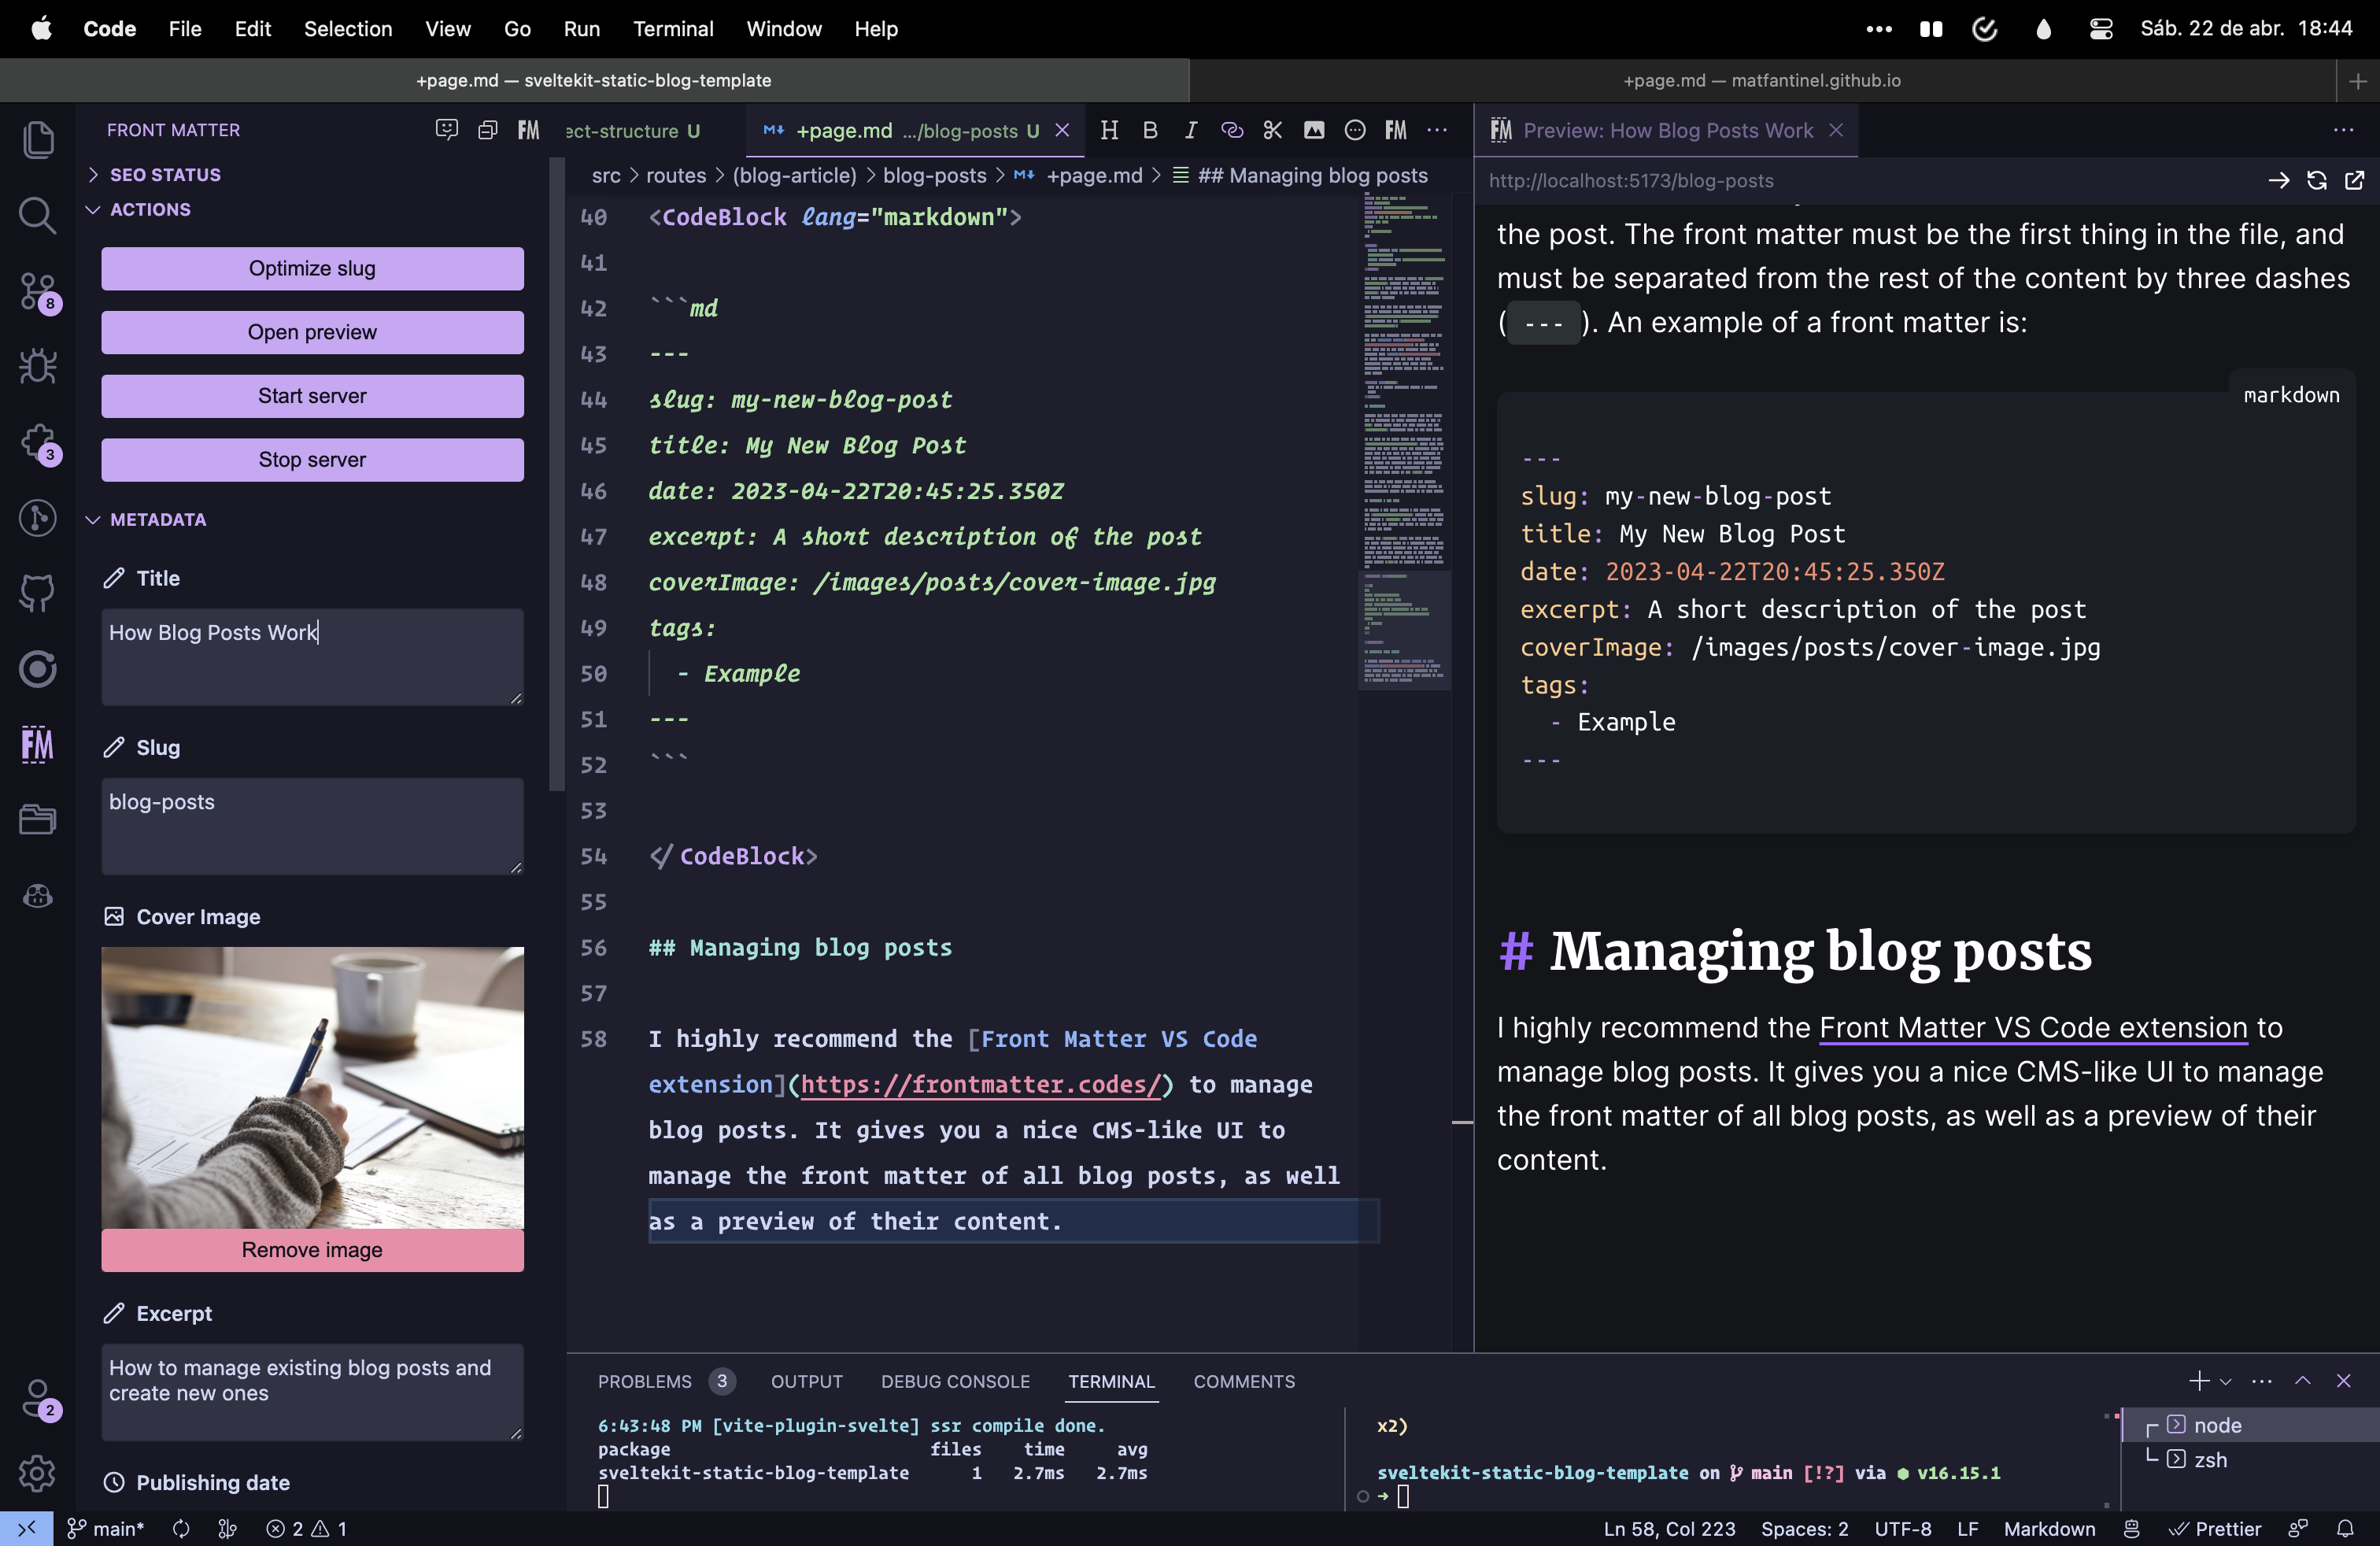 Code File Edit Selection View Go Run Terminal Window Help
Sáb. 22 de abr. 18:44
+page.md — sveltekit-static-blog-template
+page.md — matfantinel.github.io
FRONT MATTER
SEO STATUS
ACTIONS
Optimize slug
Open preview
Start server
Stop server
METADATA
Title
How Blog Posts Work
Slug
blog-posts
Cover Image
Remove image
Excerpt
How to manage existing blog posts and
create new ones
Publishing date
8
3
FM
2
ect-structure U
+page.md .../blog-posts U
H B I FM
src > routes > (blog-article) > blog-posts > +page.md > ## Managing blog posts
40 <CodeBlock lang="markdown">
41
42 ```md
43 ---
44 slug: my-new-blog-post
45 title: My New Blog Post
46 date: 2023-04-22T20:45:25.350Z
47 excerpt: A short description of the post
48 coverImage: /images/posts/cover-image.jpg
49 tags:
50 - Example
51 ---
52 ```
53
54 </CodeBlock>
55
56 ## Managing blog posts
57
58 I highly recommend the [Front Matter VS Code
extension](https://frontmatter.codes/) to manage
blog posts. It gives you a nice CMS-like UI to
manage the front matter of all blog posts, as well
as a preview of their content.
FM Preview: How Blog Posts Work
http://localhost:5173/blog-posts
the post. The front matter must be the first thing in the file, and
must be separated from the rest of the content by three dashes
( --- ). An example of a front matter is:
markdown
---
slug: my-new-blog-post
title: My New Blog Post
date: 2023-04-22T20:45:25.350Z
excerpt: A short description of the post
coverImage: /images/posts/cover-image.jpg
tags:
- Example
---
# Managing blog posts
I highly recommend the Front Matter VS Code extension to
manage blog posts. It gives you a nice CMS-like UI to manage
the front matter of all blog posts, as well as a preview of their
content.
PROBLEMS 3 OUTPUT DEBUG CONSOLE TERMINAL COMMENTS
6:43:48 PM [vite-plugin-svelte] ssr compile done.
package files time avg
sveltekit-static-blog-template 1 2.7ms 2.7ms
x2)
sveltekit-static-blog-template on main [!?] via v16.15.1
node
zsh
main* 2 1
Ln 58, Col 223 Spaces: 2 UTF-8 LF Markdown Prettier